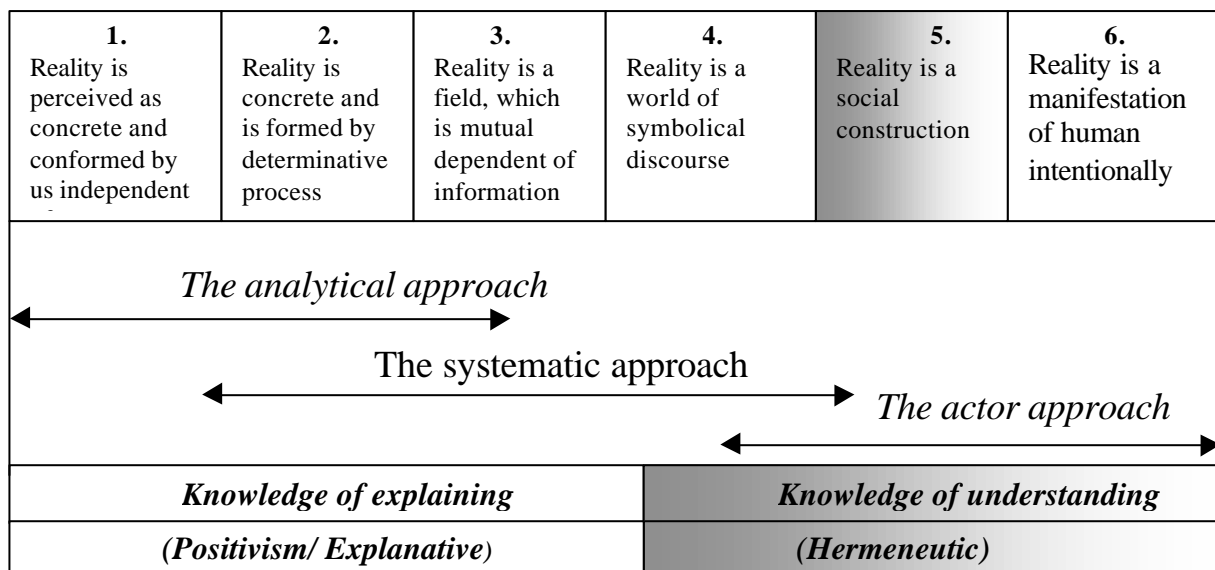 1.
Reality is
perceived as
concrete and
conformed by
us independent
2.
Reality is
concrete and
is formed by
determinative
process
3.
Reality is a
field, which
is mutual
dependent of
information
4.
Reality is a
world of
symbolical
discourse
5.
Reality is a
social
construction
6.
Reality is a
manifestation
of human
intentionally
The analytical approach
The systematic approach
The actor approach
Knowledge of explaining
Knowledge of understanding
(Positivism/ Explanative)
(Hermeneutic)